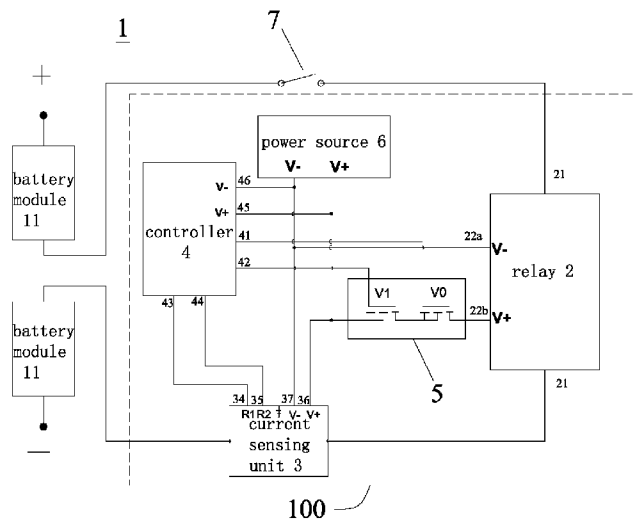 1
7
+
power source 6
V- V+
battery
module
11
controller
4
V-
V+
46
45
41
42
43
44
21
22a
V-
relay 2
V1 V0
22b
V+
5
21
battery
module
11
—
34 35 37 36
R1 R2 V- V+
current
sensing
unit 3
100